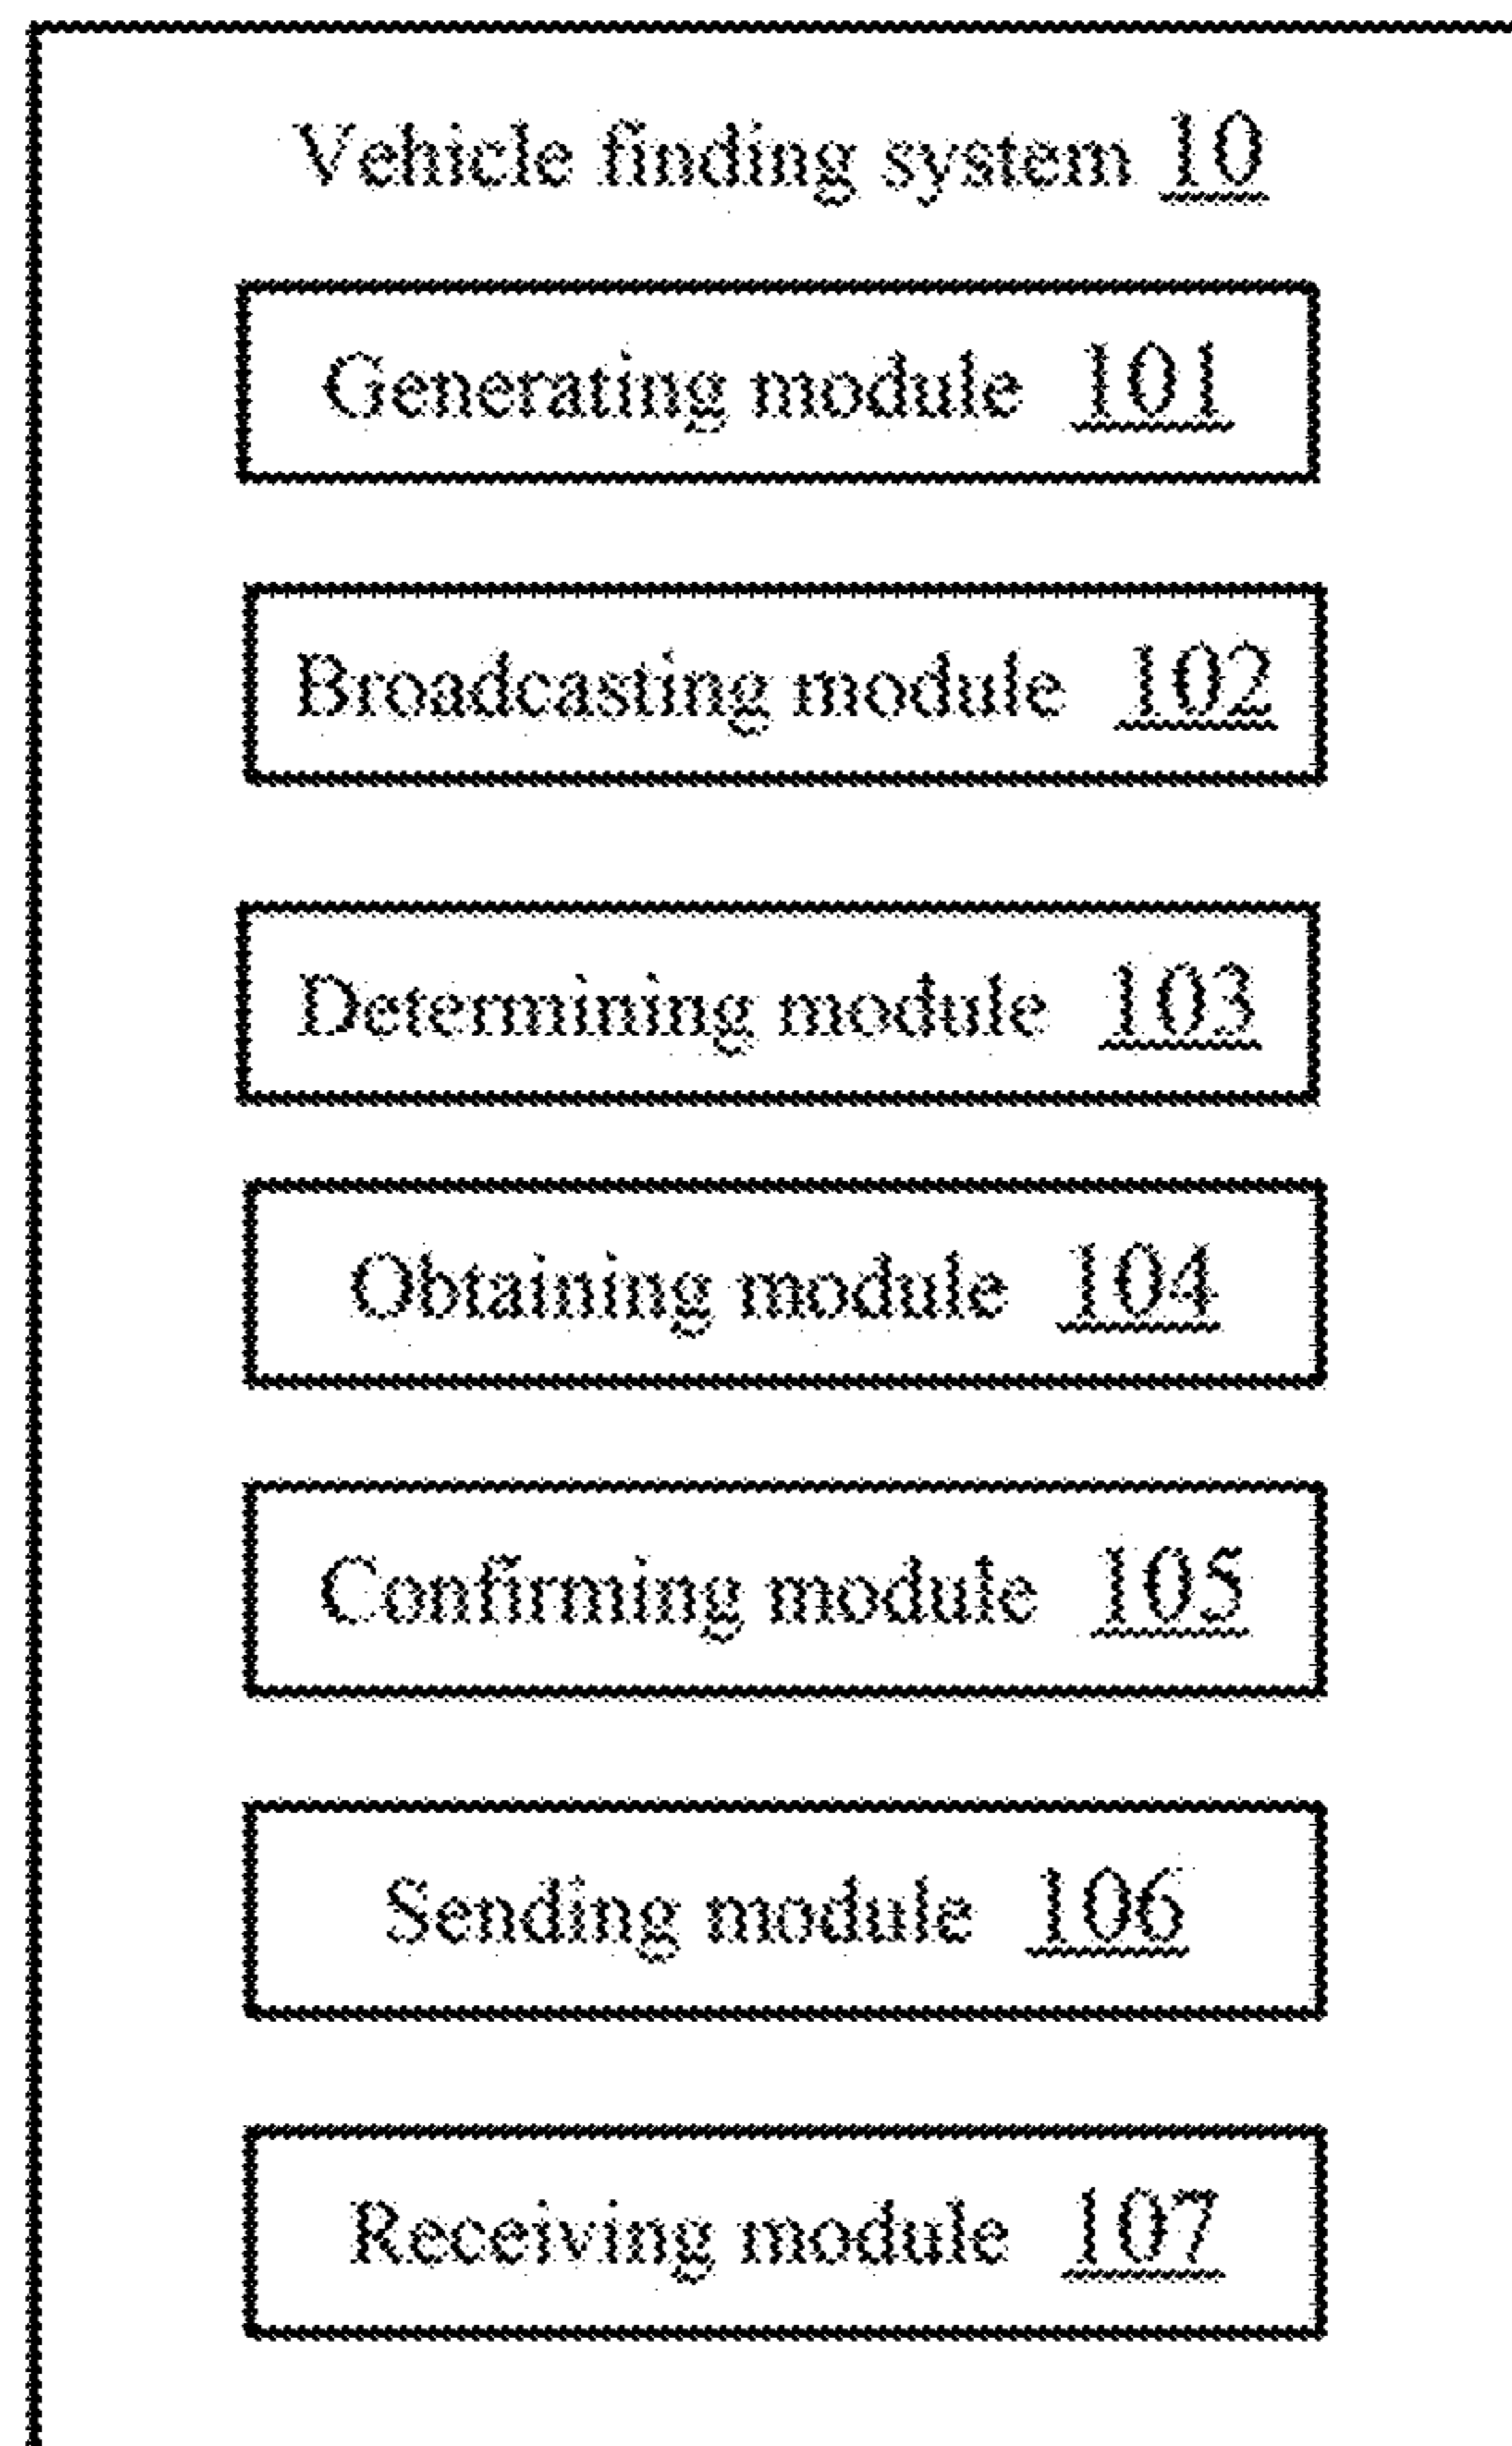 Vehicle finding system 10
Generating module 101
Broadcasting module 102
Determining module 103
Obtaining module 104
Confirming module 105
Sending module 106
Receiving module 107